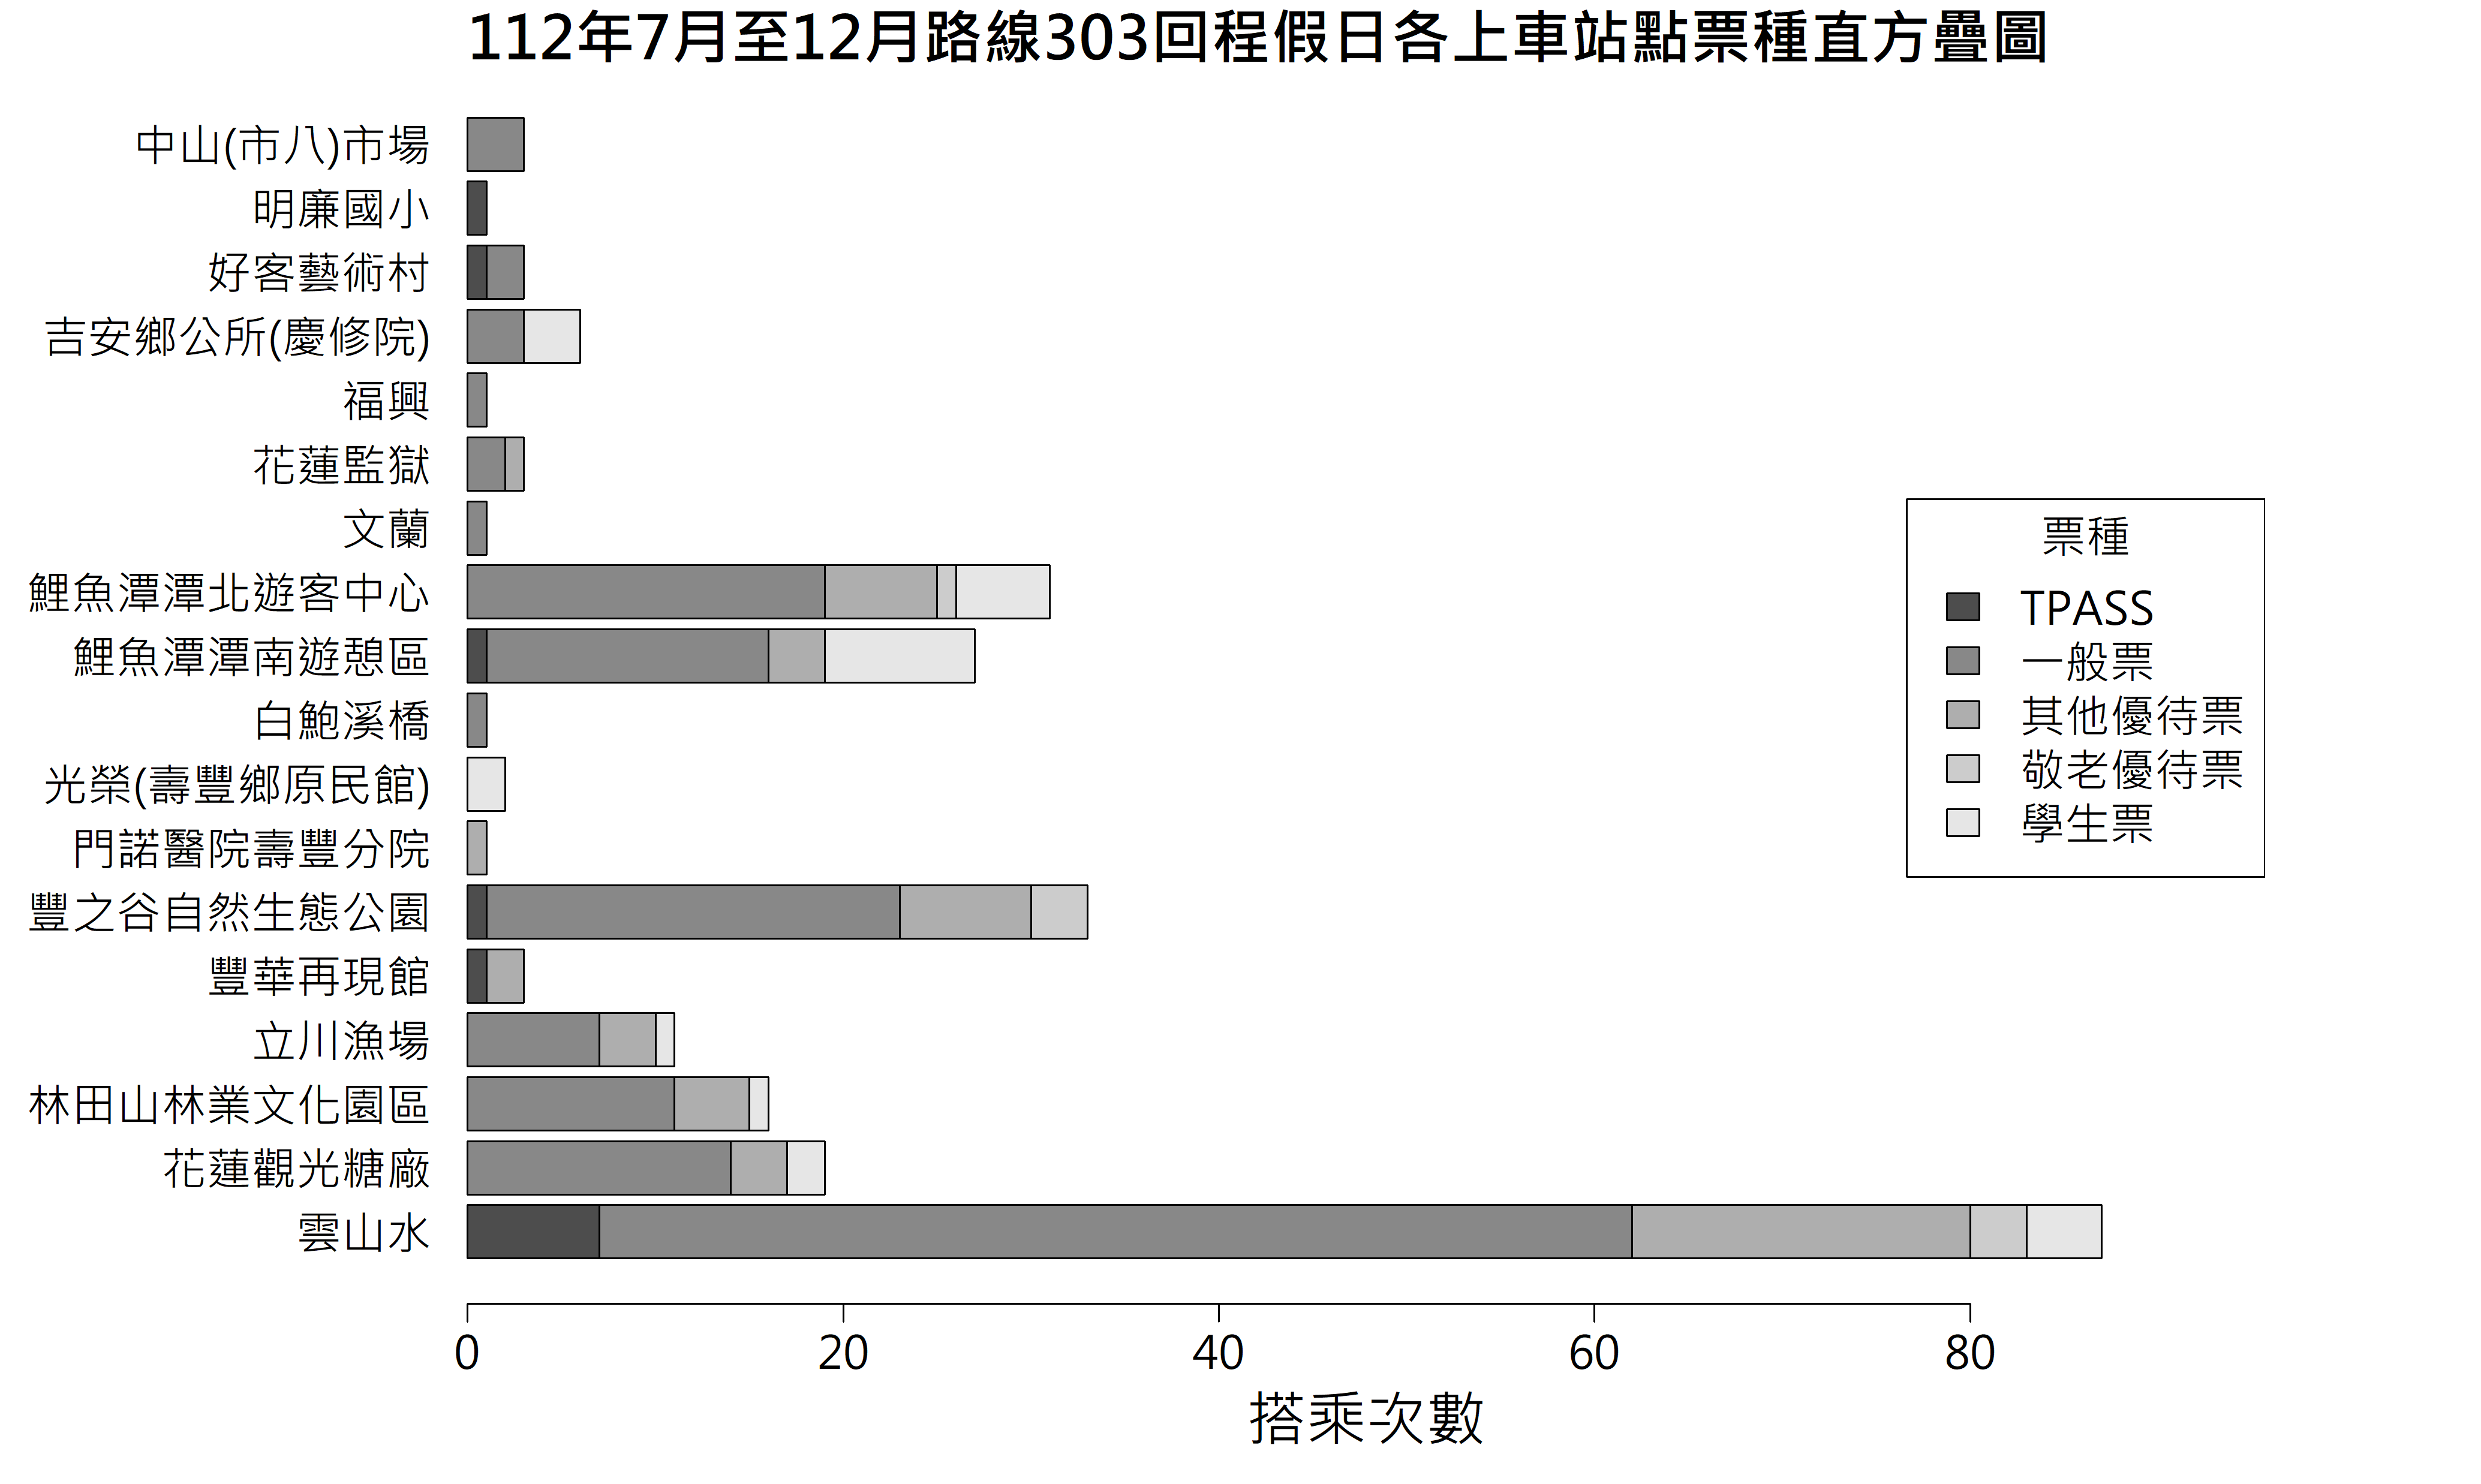 112年7月至12月路線303回程假日各上車站點票種直方疊圖
中山(市八)市場
明廉國小
好客藝術村
吉安鄉公所(慶修院)
福興
花蓮監獄
文蘭
鯉魚潭潭北遊客中心
鯉魚潭潭南遊憩區
白鮑溪橋
光榮(壽豐鄉原民館)
門諾醫院壽豐分院
豐之谷自然生態公園
豐華再現館
立川漁場
林田山林業文化園區
花蓮觀光糖廠
雲山水
票種
TPASS
一般票
其他優待票
敬老優待票
學生票
0 20 40 60 80
搭乘次數